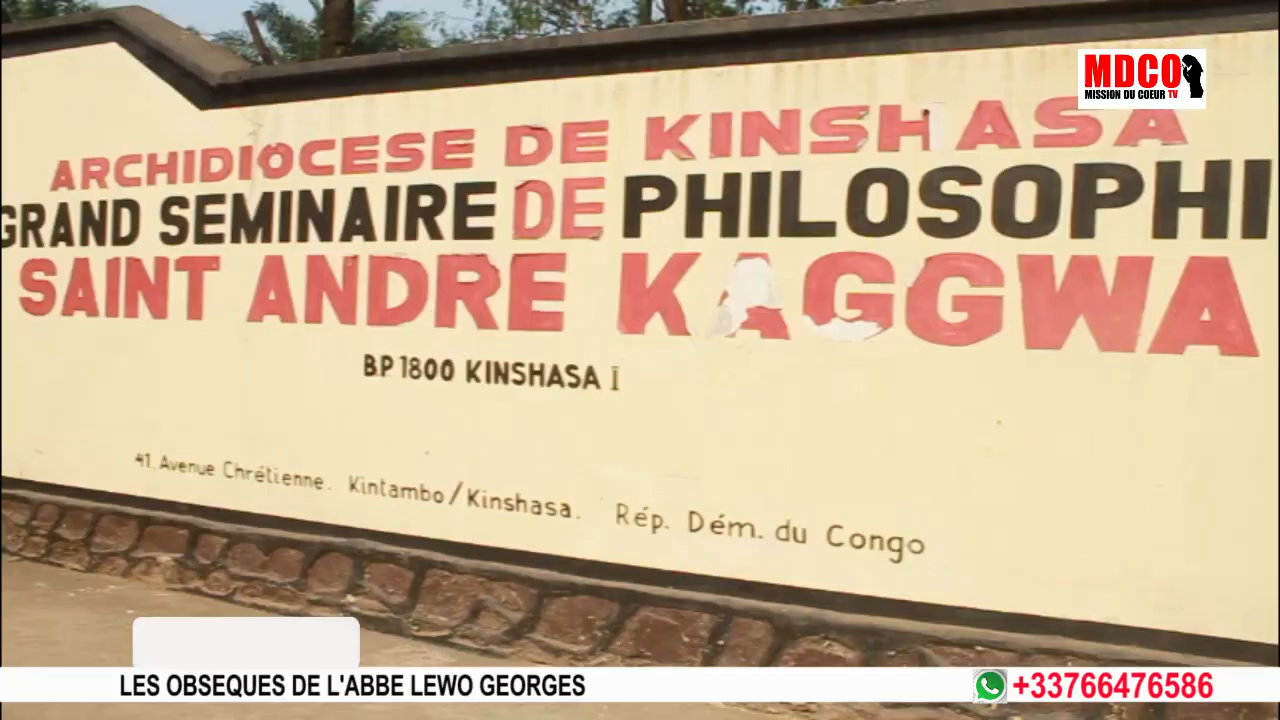 MDCO
MISSION DU COEUR TV
ARCHIDIOCESE DE KINSHASA
GRAND SEMINAIRE DE PHILOSOPHI
SAINT ANDRE KAGGWA
B.P 1800 KINSHASA I
41, Avenue Chrétienne. Kintambo/Kinshasa. Rép. Dém. du Congo
LES OBSEQUES DE L'ABBE LEWO GEORGES
+33766476586